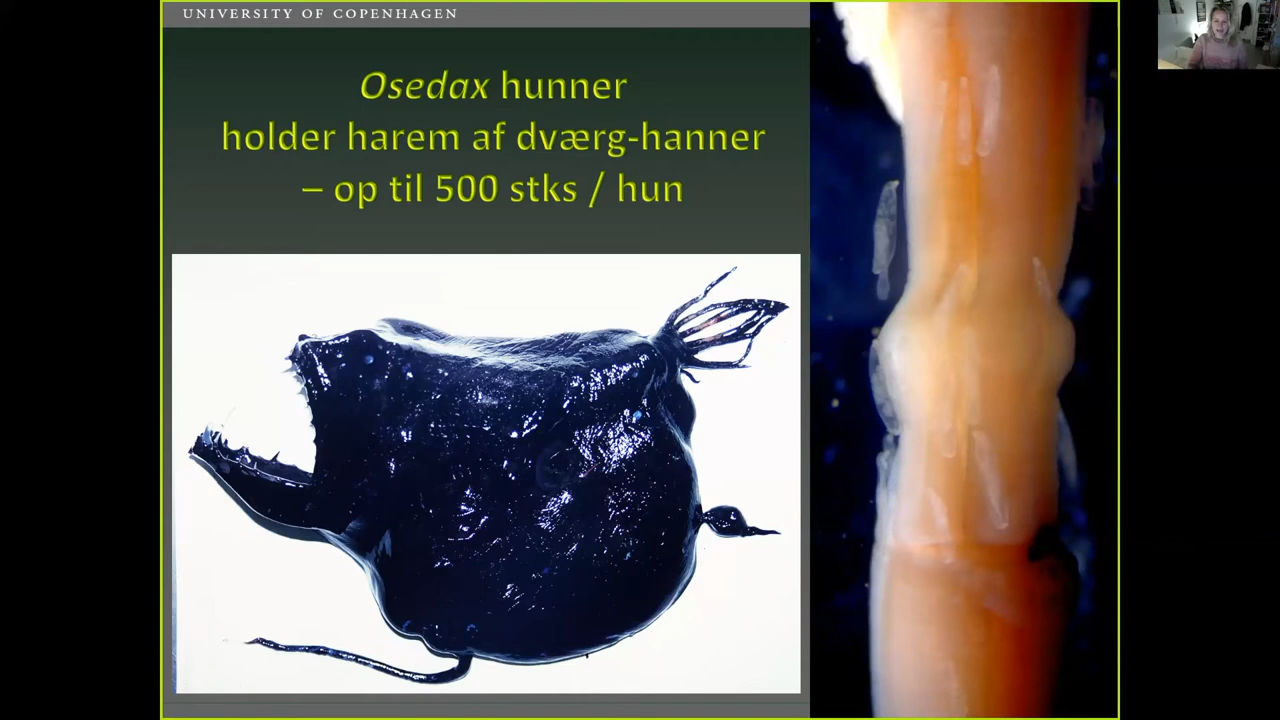 UNIVERSITY OF COPENHAGEN
Osedax hunner
holder harem af dværg-hanner
– op til 500 stks / hun